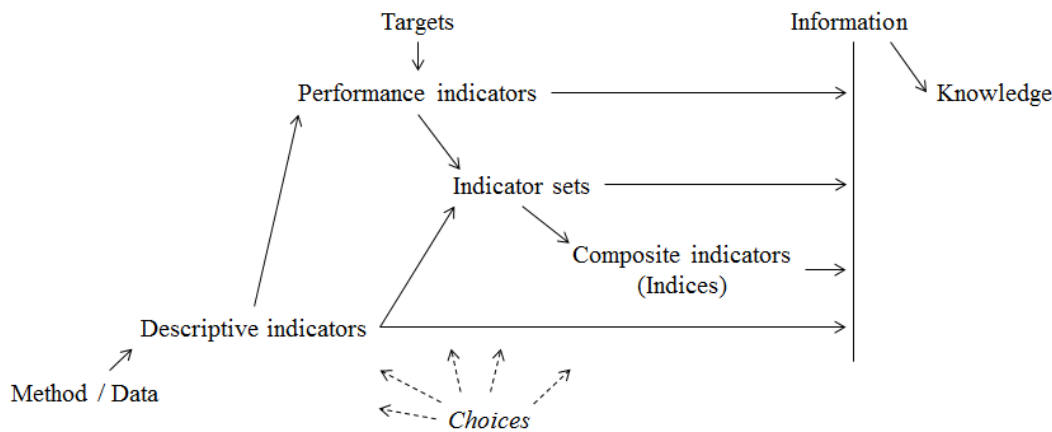 Targets
Information
Performance indicators
Knowledge
Indicator sets
Composite indicators
(Indices)
Descriptive indicators
Method / Data
Choices